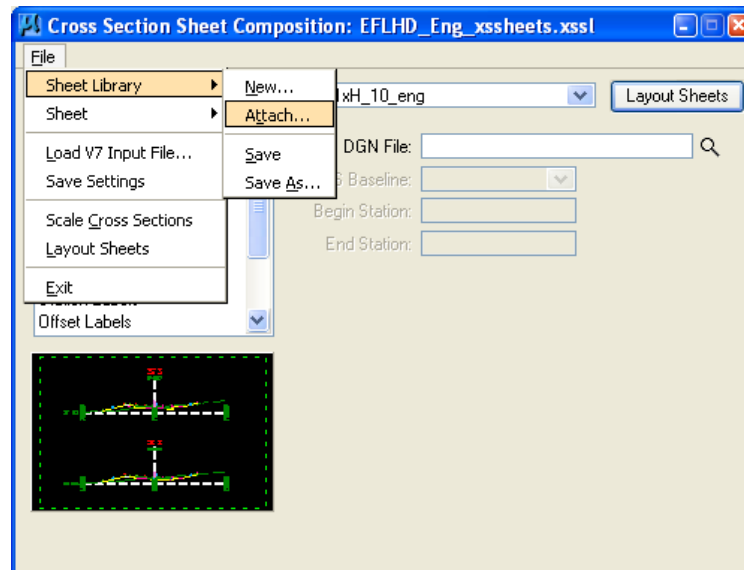 Cross Section Sheet Composition: EFLHD_Eng_xssheets.xssl
File
Sheet Library
New...
1xH_10_eng
Layout Sheets
Sheet
Attach...
DGN File:
Load V7 Input File...
Save
Baseline:
Save Settings
Save As...
Begin Station:
Scale Cross Sections
End Station:
Layout Sheets
Exit
Offset Labels